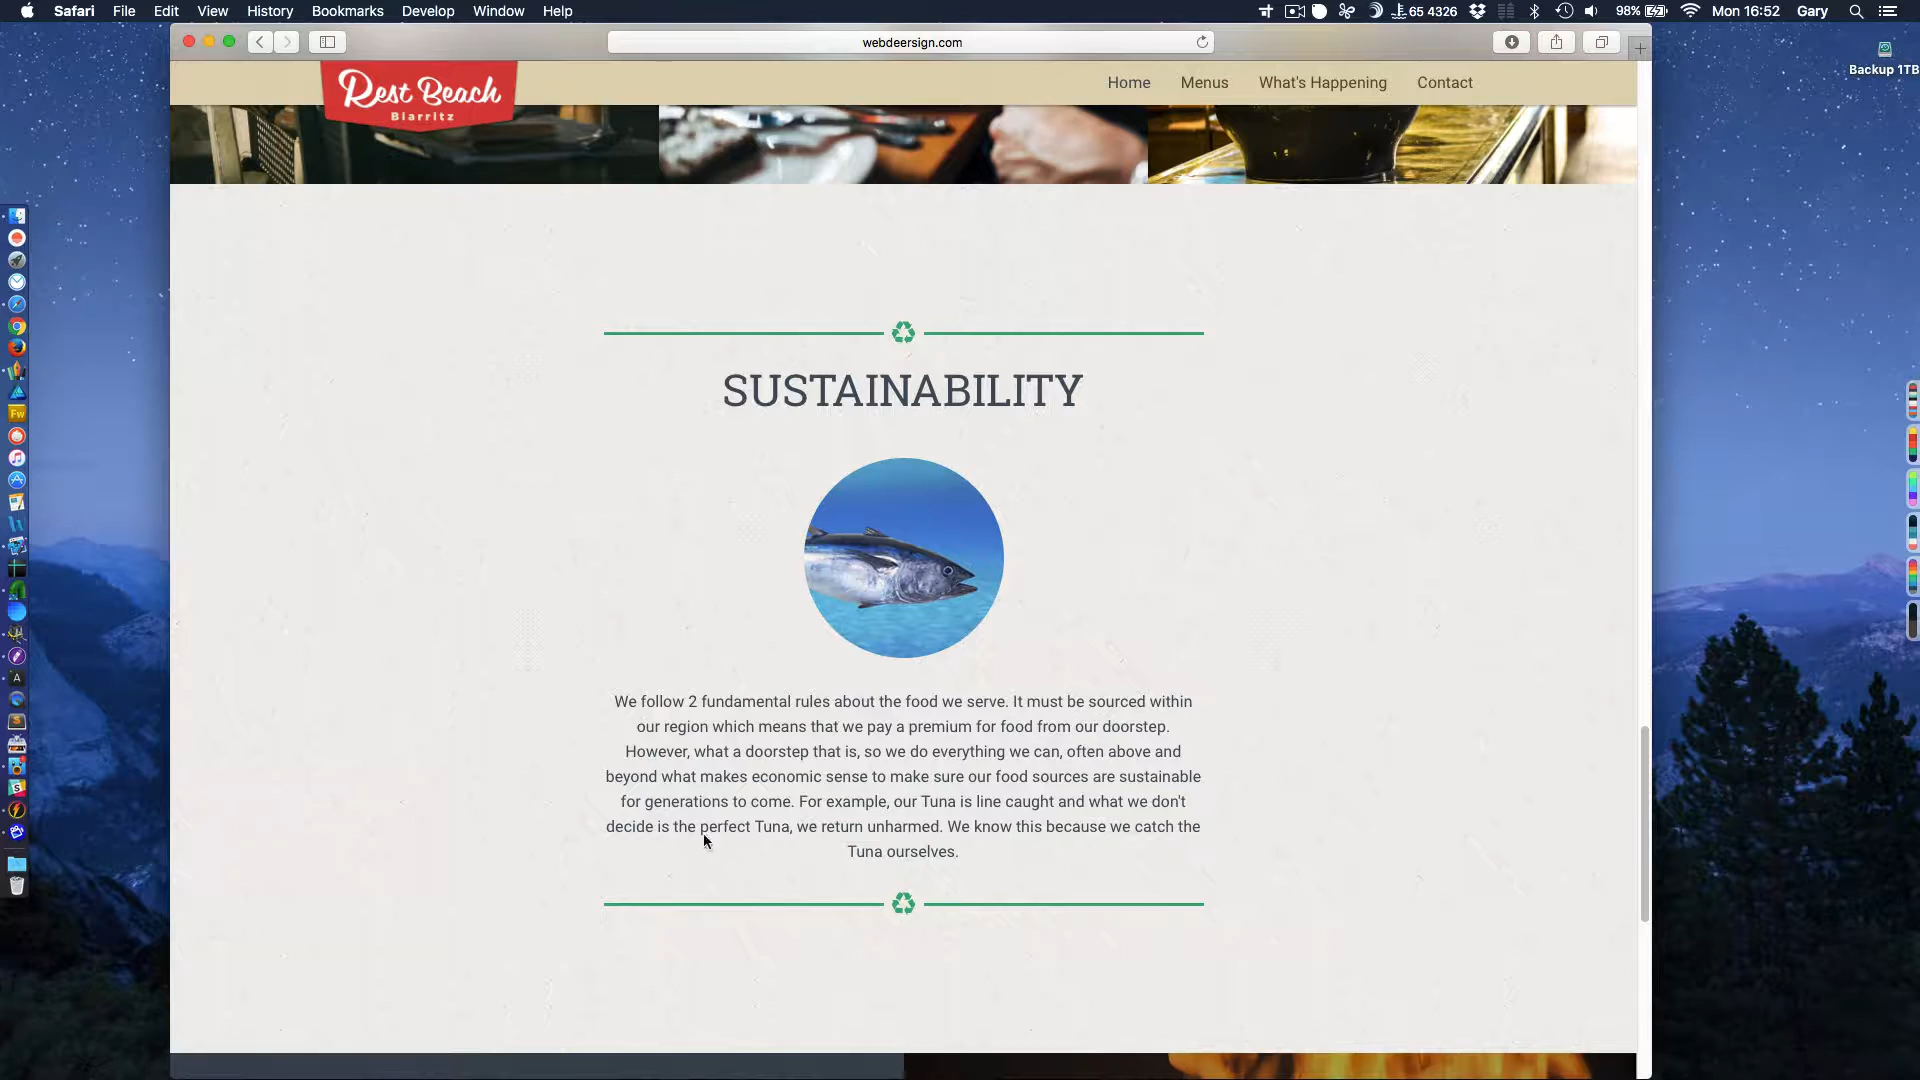 Safari File Edit View History Bookmarks Develop Window Help 65 4326 98% Mon 16:52 Gary
webdeersign.com
Backup 1TB
Rest Beach
Biarritz
Home Menus What's Happening Contact
SUSTAINABILITY
We follow 2 fundamental rules about the food we serve. It must be sourced within
our region which means that we pay a premium for food from our doorstep.
However, what a doorstep that is, so we do everything we can, often above and
beyond what makes economic sense to make sure our food sources are sustainable
for generations to come. For example, our Tuna is line caught and what we don't
decide is the perfect Tuna, we return unharmed. We know this because we catch the
Tuna ourselves.
Fw